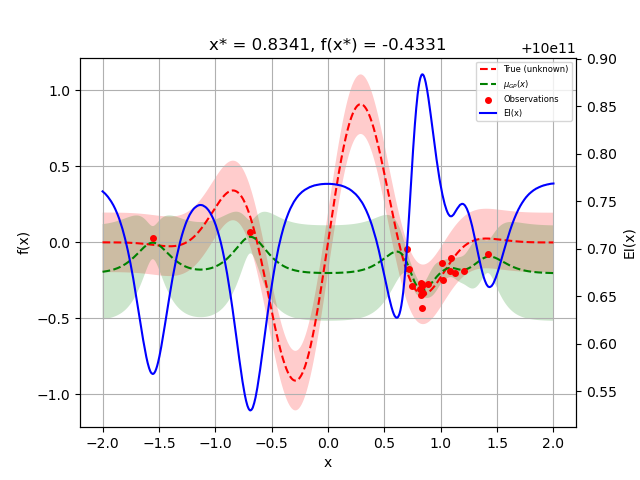 x* = 0.8341, f(x*) = -0.4331
+10e11
1.0
0.5
0.0
−0.5
−1.0
f(x)
−2.0 −1.5 −1.0 −0.5 0.0 0.5 1.0 1.5 2.0
x
0.90
0.85
0.80
0.75
0.70
0.65
0.60
0.55
EI(x)
True (unknown)
μGP(x)
Observations
EI(x)